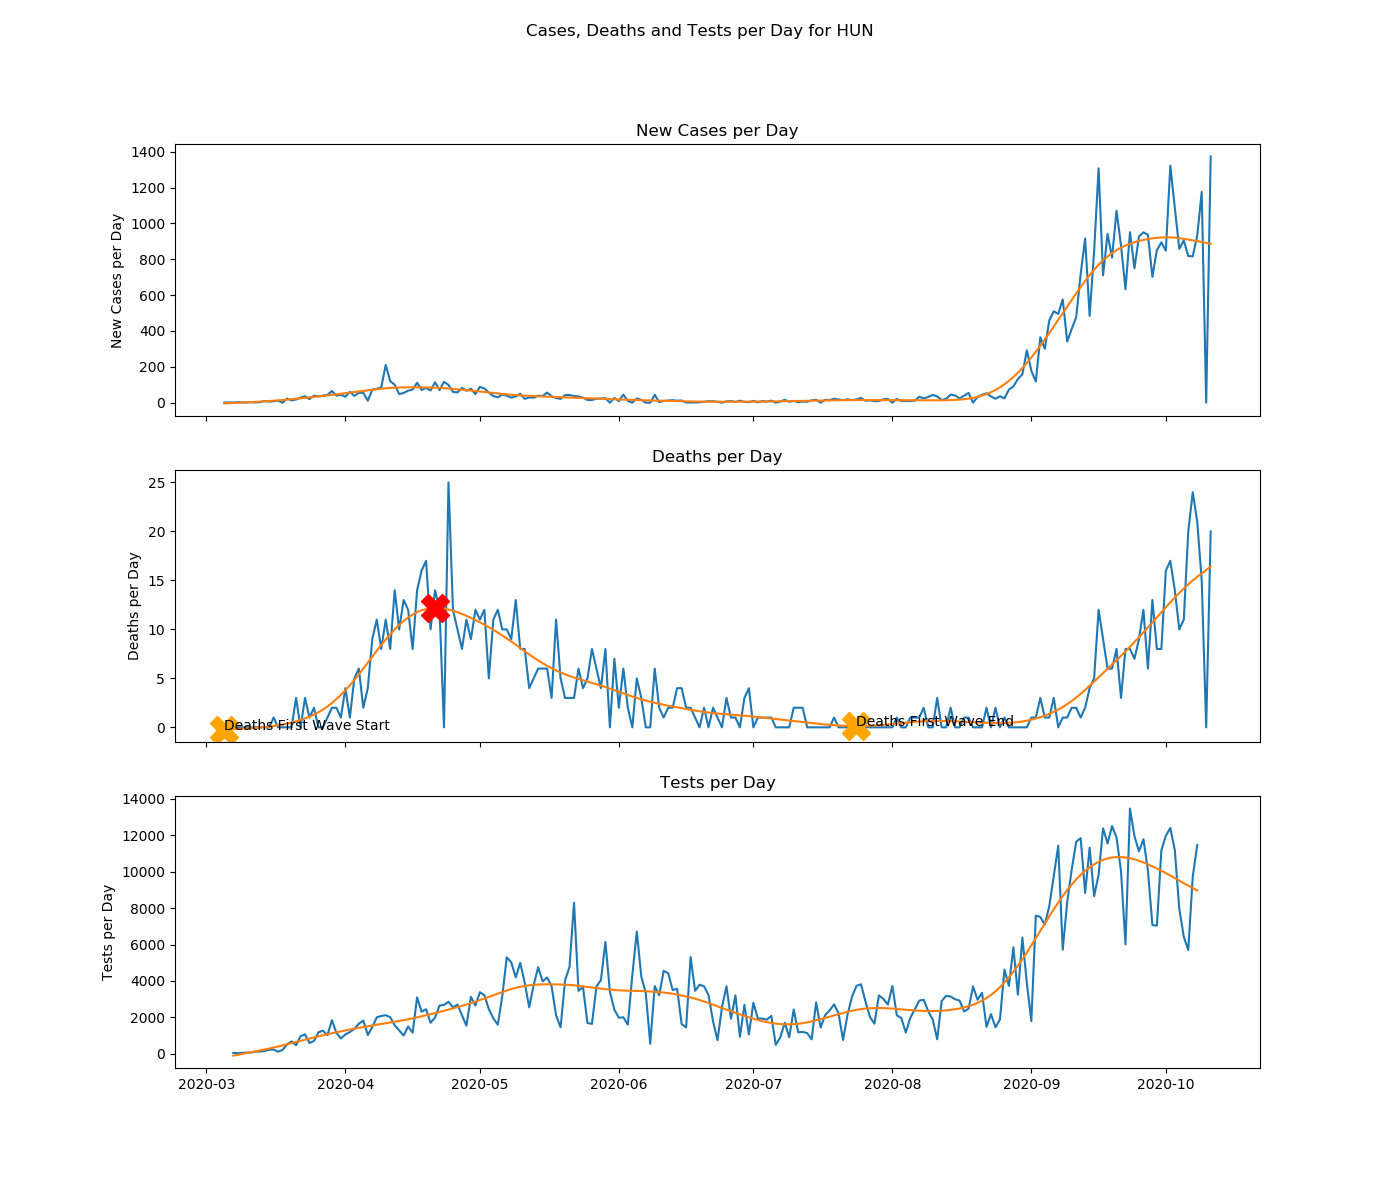 Cases, Deaths and Tests per Day for HUN
New Cases per Day
New Cases per Day
1400
1200
1000
800
600
400
200
0
Deaths per Day
Deaths per Day
25
20
15
10
5
0
Deaths First Wave Start
Deaths First Wave End
Tests per Day
Tests per Day
14000
12000
10000
8000
6000
4000
2000
0
2020-03 2020-04 2020-05 2020-06 2020-07 2020-08 2020-09 2020-10